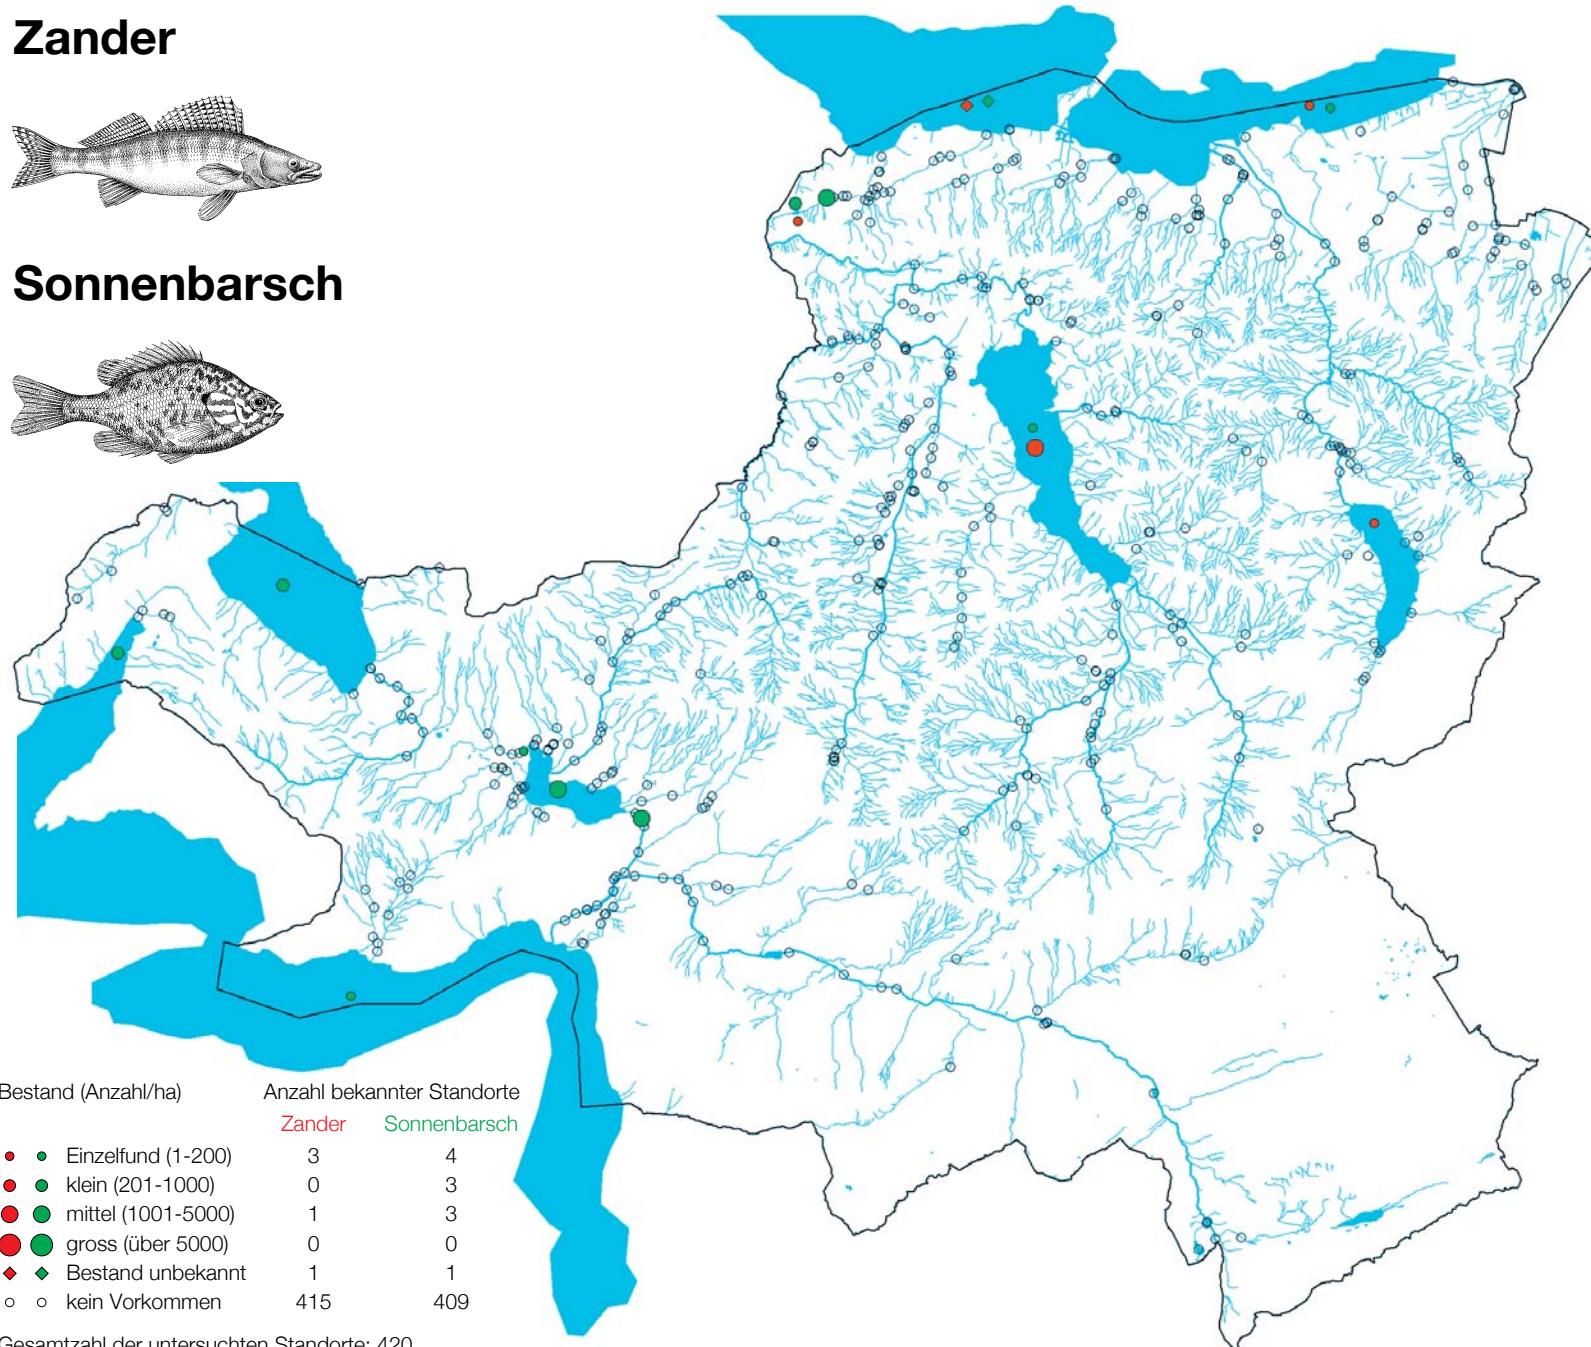 Zander
Sonnenbarsch
Bestand (Anzahl/ha) Anzahl bekannter Standorte
Zander Sonnenbarsch
Einzelfund (1-200) 3 4
klein (201-1000) 0 3
mittel (1001-5000) 1 3
gross (über 5000) 0 0
Bestand unbekannt 1 1
kein Vorkommen 415 409
Gesamtzahl der untersuchten Standorte: 420